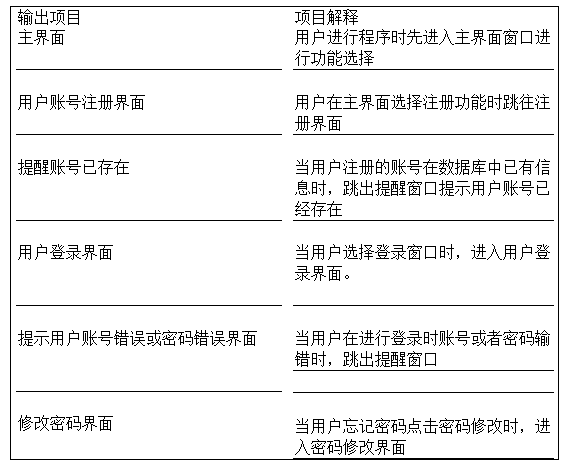 输出项目
项目解释
主界面
用户进行程序时先进入主界面窗口进
行功能选择
用户账号注册界面
用户在主界面选择注册功能时跳往注
册界面
提醒账号已存在
当用户注册的账号在数据库中已有信
息时，跳出提醒窗口提示用户账号已
经存在
用户登录界面
当用户选择登录窗口时，进入用户登
录界面。
提示用户账号错误或密码错误界面
当用户在进行登录时账号或者密码输
错时，跳出提醒窗口
修改密码界面
当用户忘记密码点击密码修改时，进
入密码修改界面